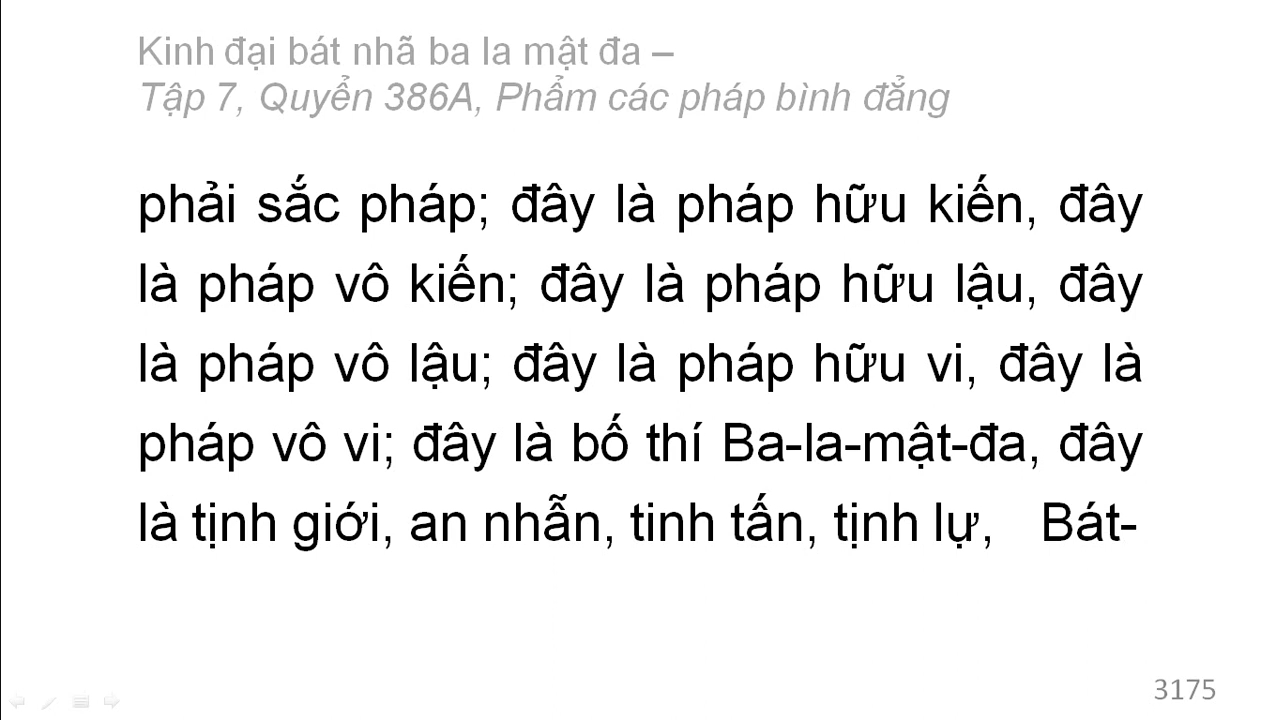 Kinh đại bát nhã ba la mật đa –
Tập 7, Quyển 386A, Phẩm các pháp bình đẳng
phải sắc pháp; đây là pháp hữu kiến, đây
là pháp vô kiến; đây là pháp hữu lậu, đây
là pháp vô lậu; đây là pháp hữu vi, đây là
pháp vô vi; đây là bố thí Ba-la-mật-đa, đây
là tịnh giới, an nhẫn, tinh tấn, tịnh lự, Bát-
3175